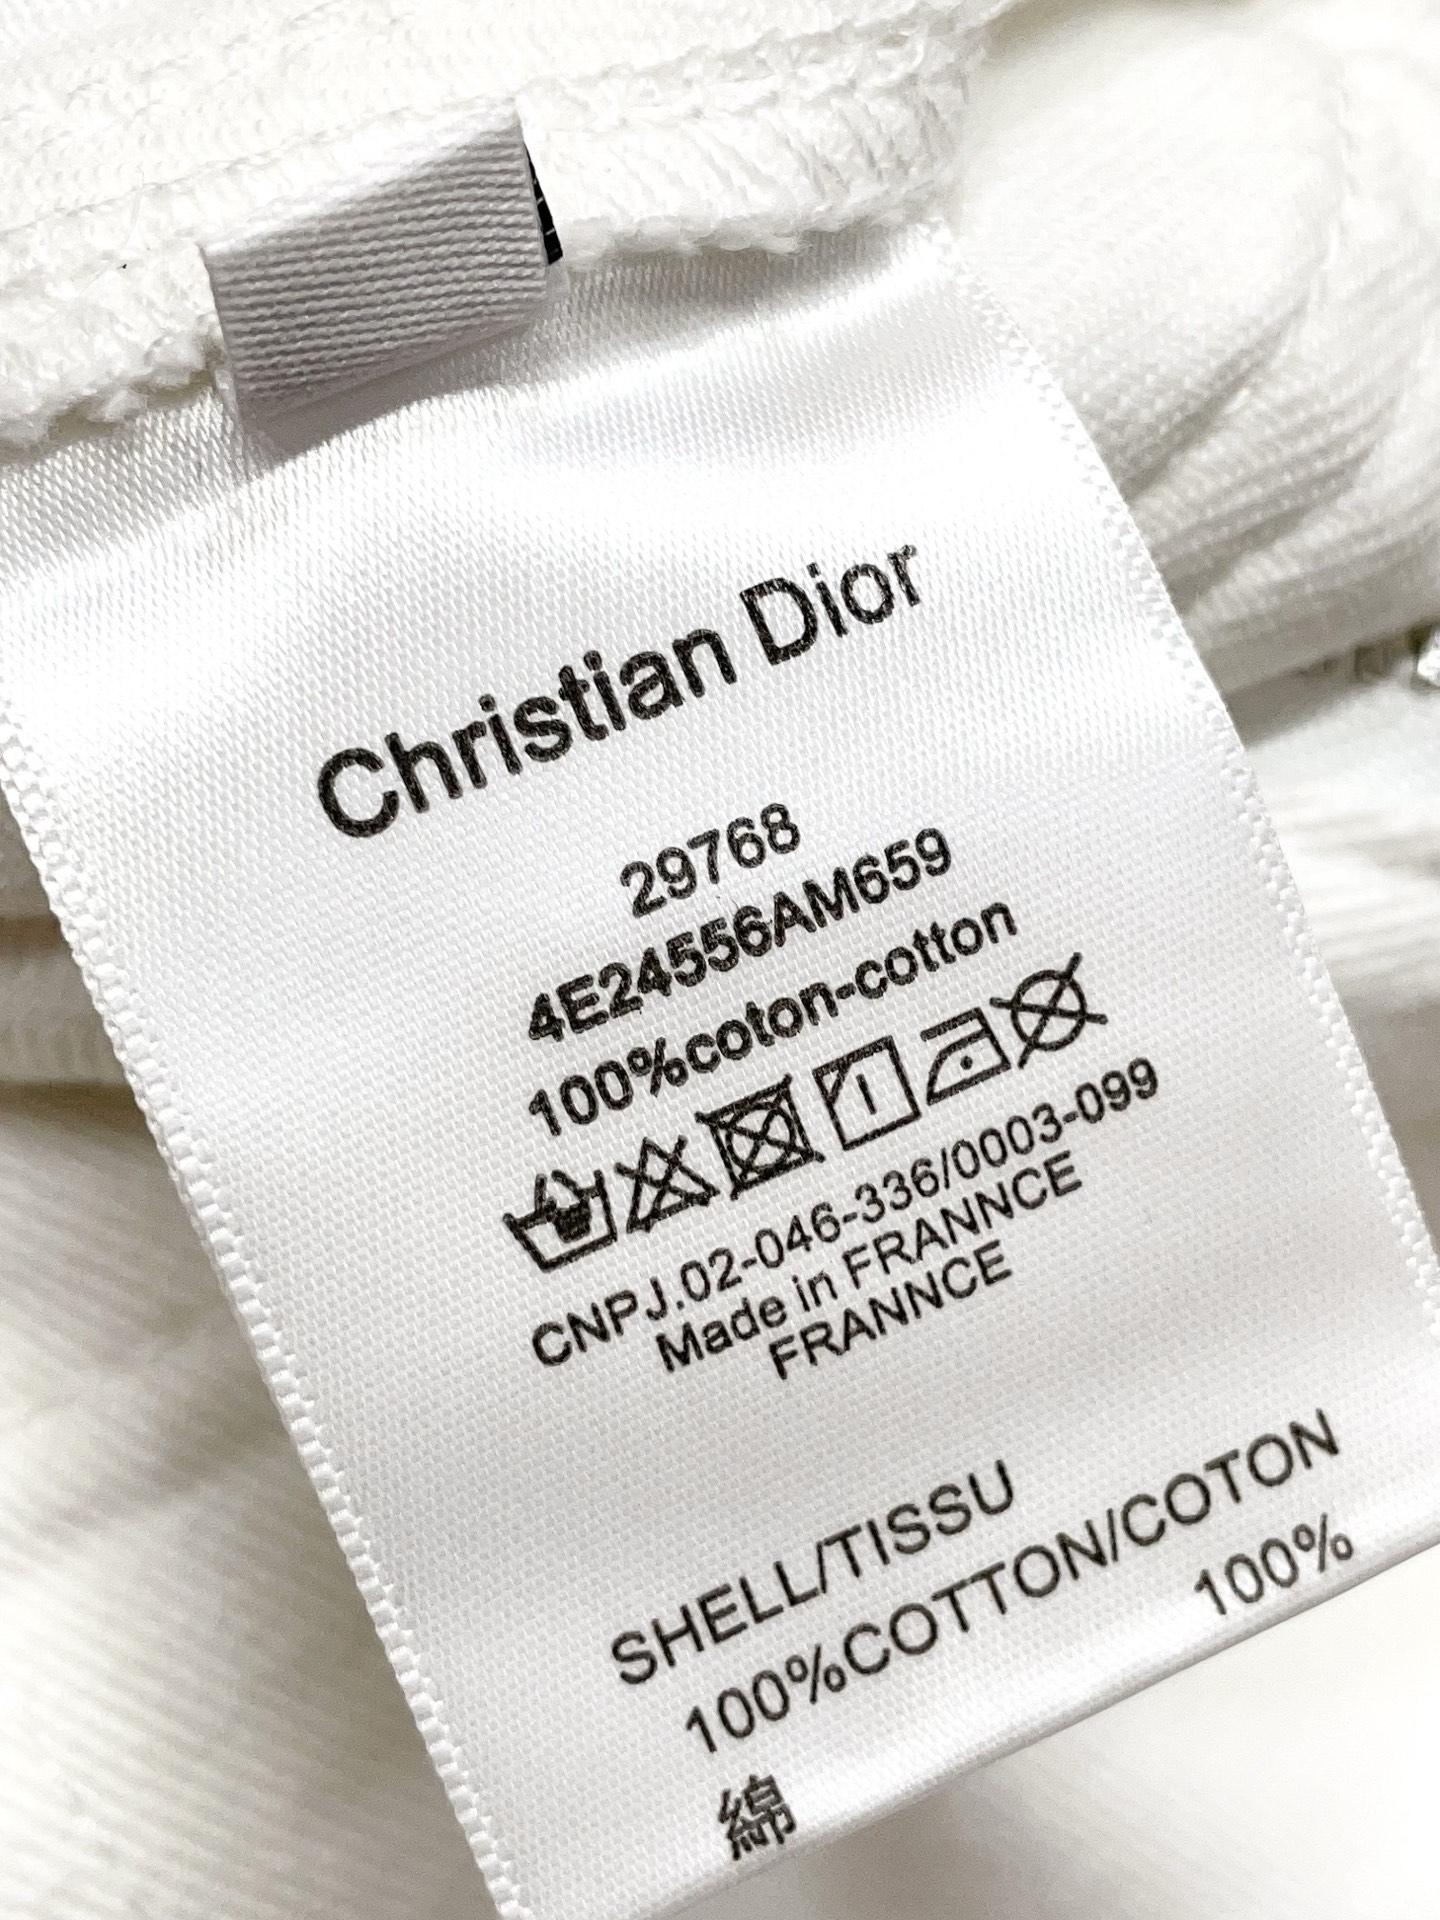 Christian Dior
29768
4E24556AM659
100%coton-cotton
CNPJ.02-046-336/0003-099
Made in FRANNCE
FRANNCE
SHELL/TISSU
100%COTTON/COTON
綿 100%